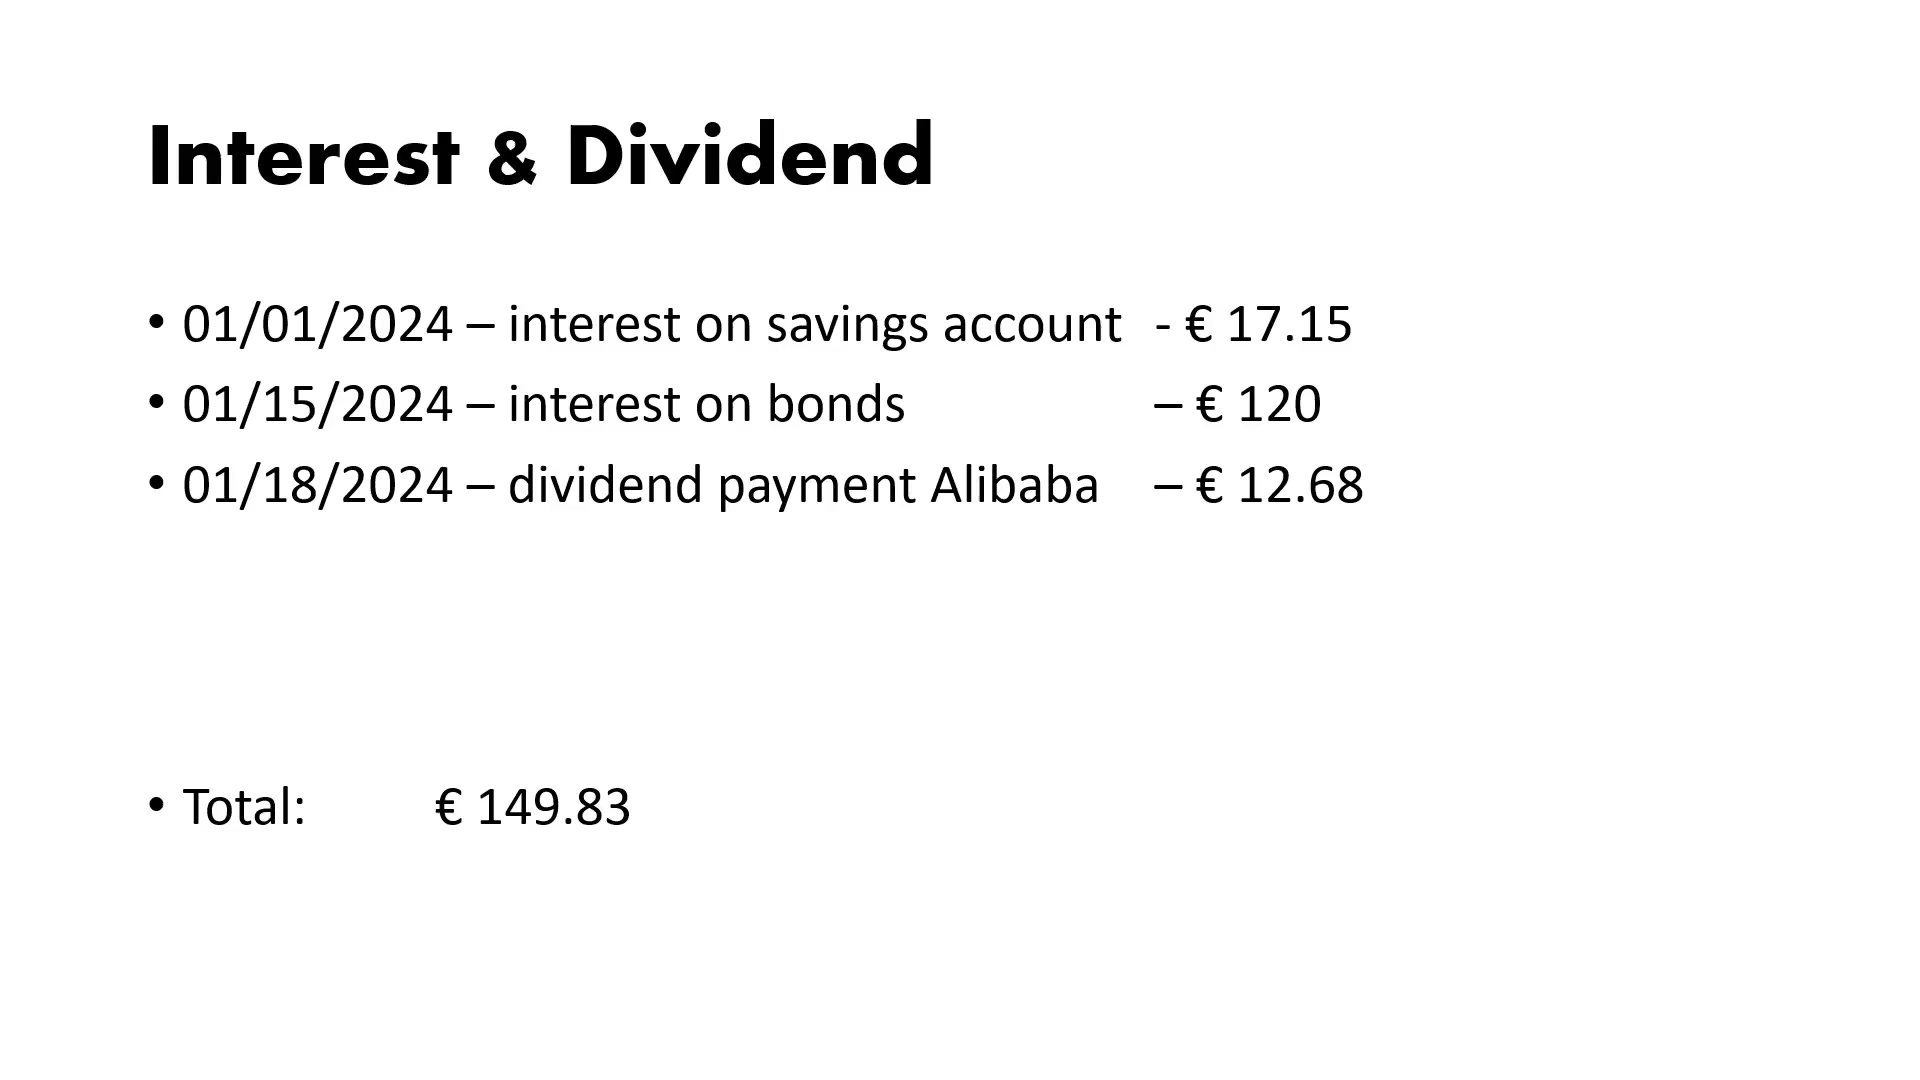 Interest & Dividend
• 01/01/2024 – interest on savings account - € 17.15
• 01/15/2024 – interest on bonds – € 120
• 01/18/2024 – dividend payment Alibaba – € 12.68
• Total: € 149.83